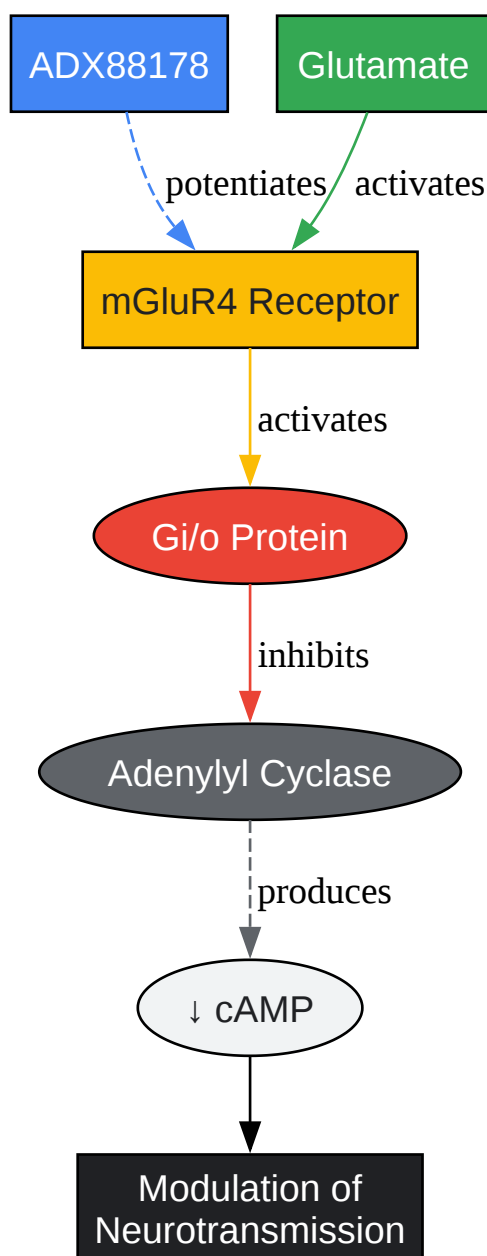 ADX88178
Glutamate
potentiates
activates
mGluR4 Receptor
activates
Gi/o Protein
inhibits
Adenylyl Cyclase
produces
↓ cAMP
Modulation of
Neurotransmission